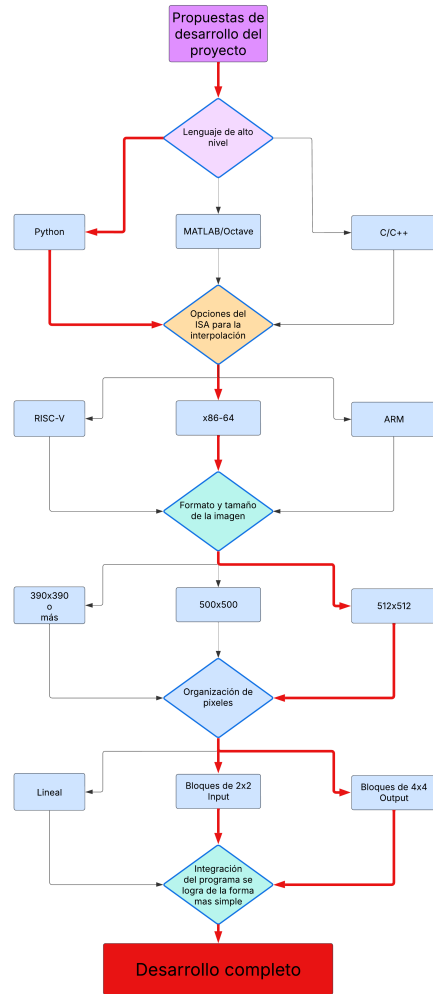 Propuestas de
desarrollo del
proyecto
Lenguaje de alto
nivel
Python
MATLAB/Octave
C/C++
Opciones del
ISA para la
interpolación
RISC-V
x86-64
ARM
Formato y tamaño
de la imagen
390x390
o
más
500x500
512x512
Organización de
pixeles
Lineal
Bloques de 2x2
Input
Bloques de 4x4
Output
Integración
del programa se
logra de la forma
mas simple
Desarrollo completo